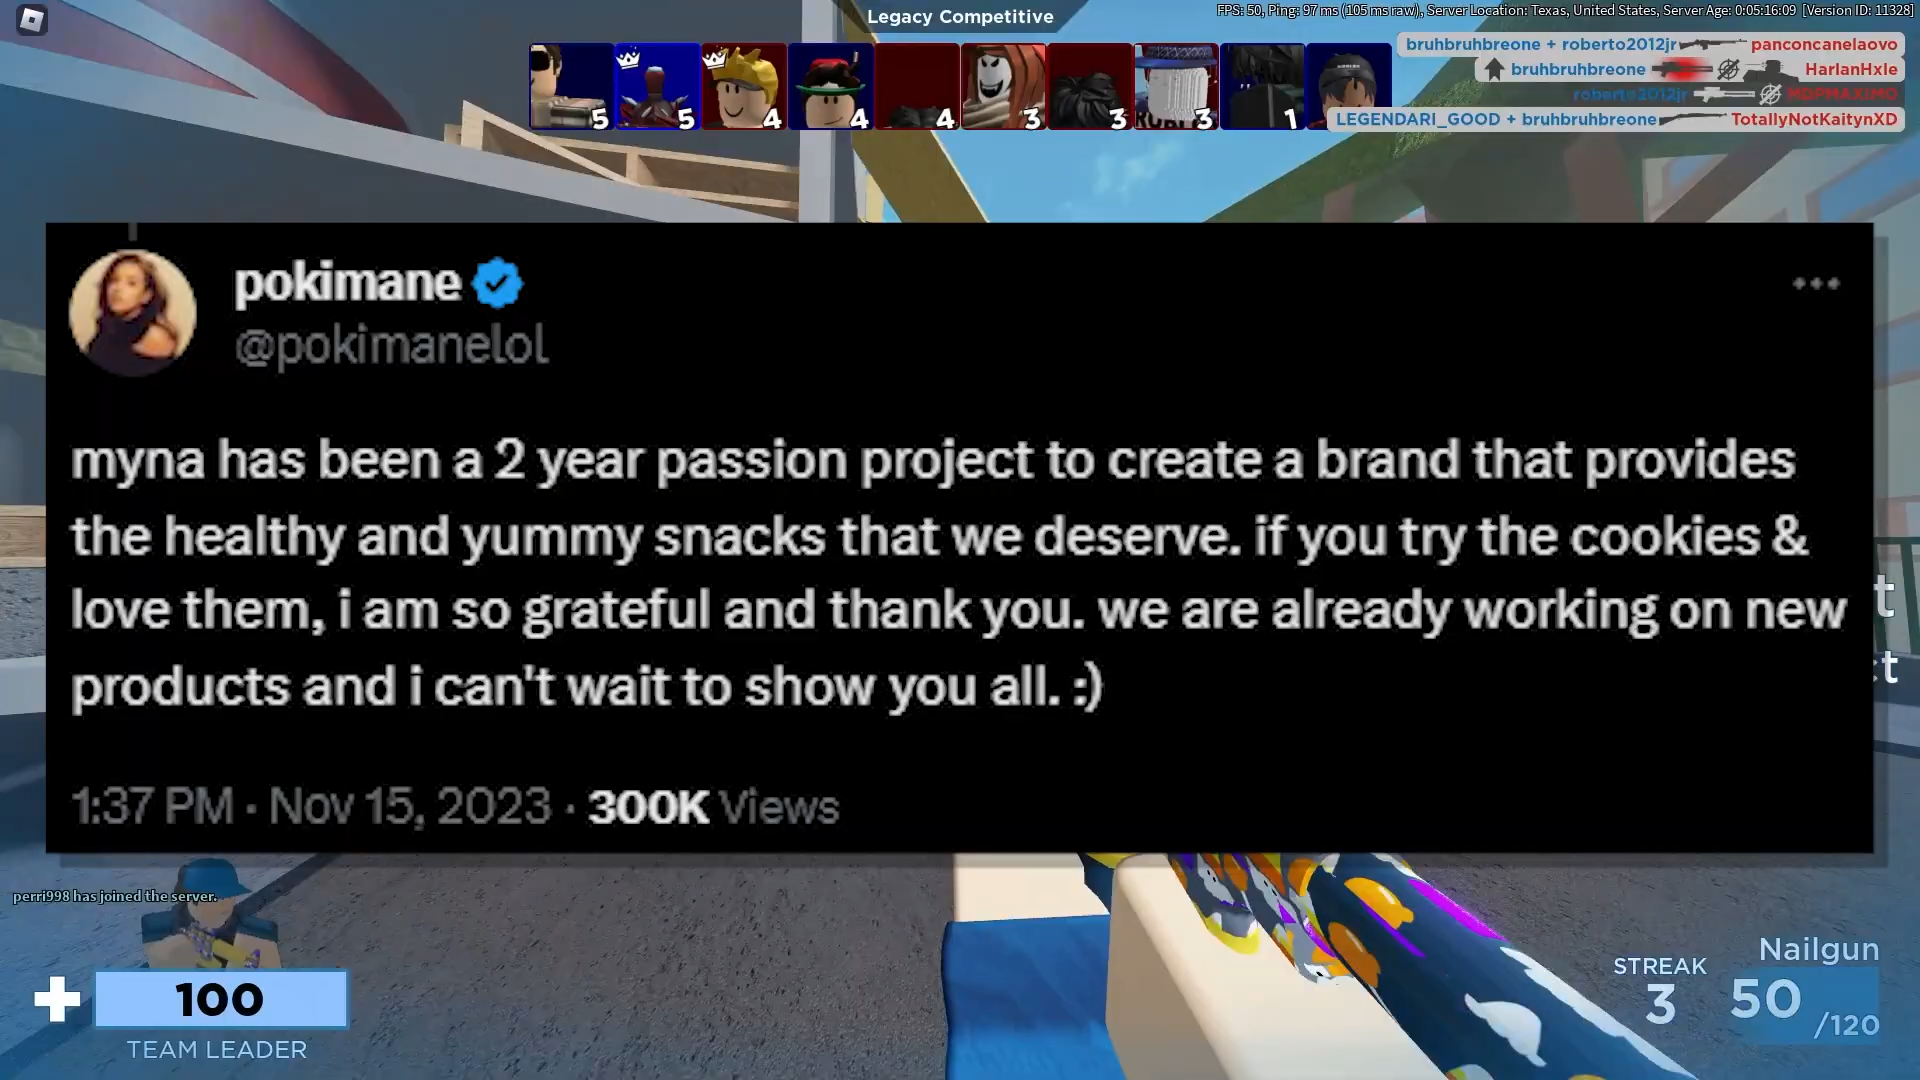 Legacy Competitive
FPS: 50, Ping: 97 ms (105 ms raw), Server Location: Texas, United States, Server Age: 0:05:16:09 [Version ID: 11328]
5 5 4 4 4 3 3 3 1
bruhbruhbreone + roberto2012jr panconcanelaovo
bruhbruhbreone HarlanHxle
roberto2012jr MDPMAXIMO
LEGENDARI_GOOD + bruhbruhbreone TotallyNotKaitynXD
pokimane
@pokimanelol
myna has been a 2 year passion project to create a brand that provides
the healthy and yummy snacks that we deserve. if you try the cookies &
love them, i am so grateful and thank you. we are already working on new
products and i can't wait to show you all. :)
1:37 PM · Nov 15, 2023 · 300K Views
perri998 has joined the server.
100
TEAM LEADER
STREAK
3
Nailgun
50
/120